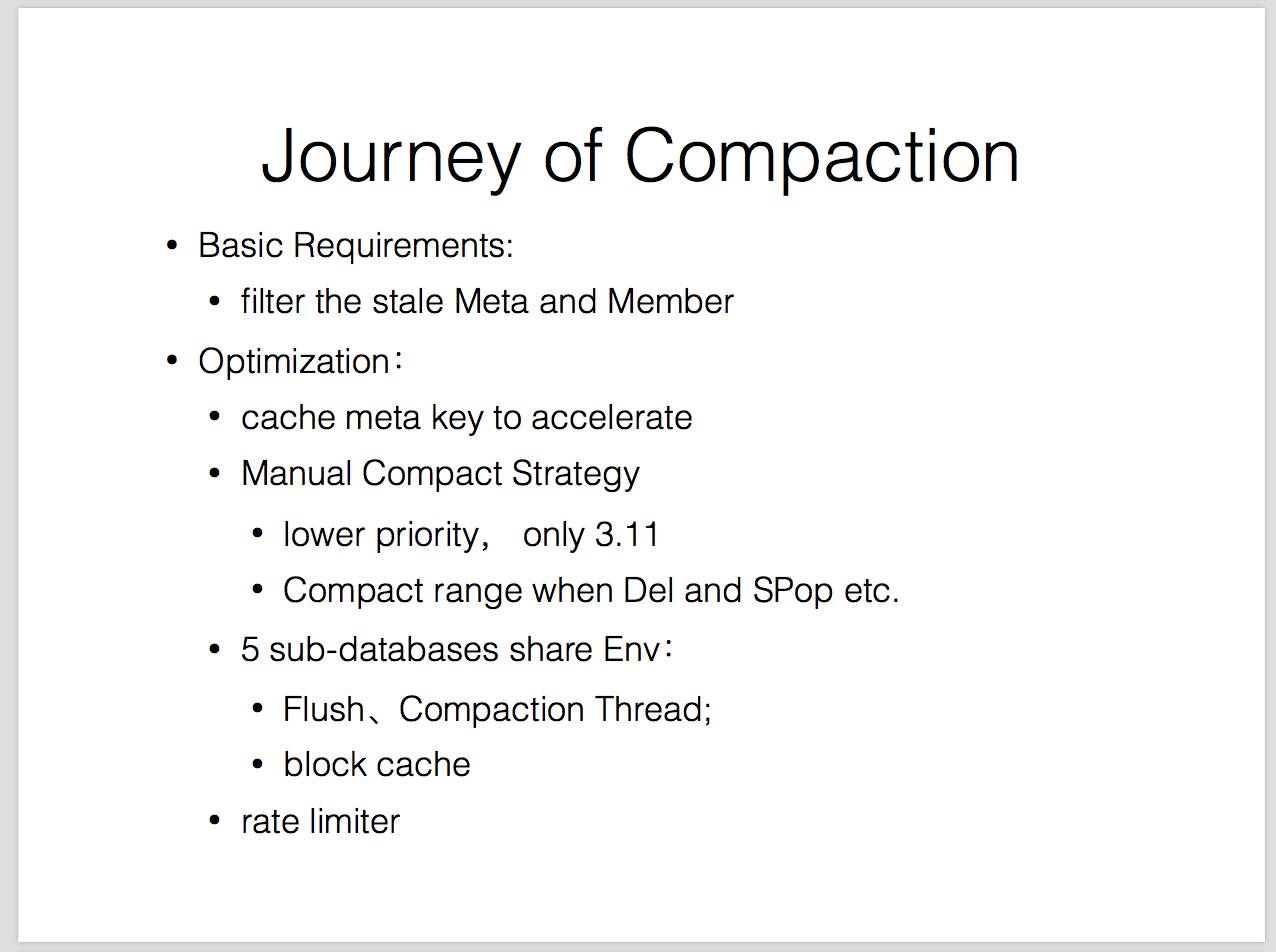 Journey of Compaction
• Basic Requirements:
• filter the stale Meta and Member
• Optimization：
• cache meta key to accelerate
• Manual Compact Strategy
• lower priority， only 3.11
• Compact range when Del and SPop etc.
• 5 sub-databases share Env：
• Flush、Compaction Thread;
• block cache
• rate limiter